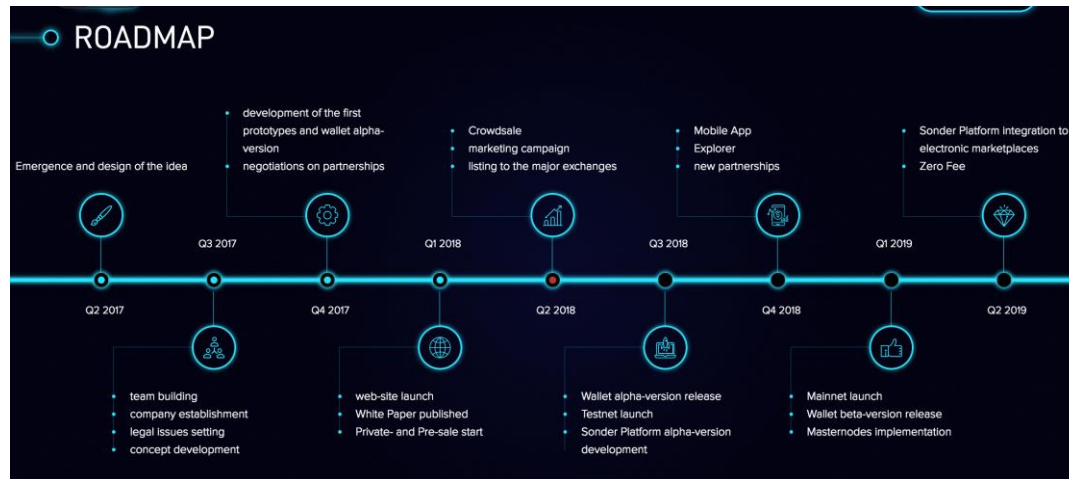 ROADMAP
Emergence and design of the idea
Q2 2017
Q3 2017
team building
company establishment
legal issues setting
concept development
development of the first
prototypes and wallet alpha-
version
negotiations on partnerships
Q4 2017
Q1 2018
web-site launch
White Paper published
Private- and Pre-sale start
Crowdsale
marketing campaign
listing to the major exchanges
Q2 2018
Q3 2018
Wallet alpha-version release
Testnet launch
Sonder Platform alpha-version
development
Mobile App
Explorer
new partnerships
Q4 2018
Q1 2019
Mainnet launch
Wallet beta-version release
Masternodes implementation
Sonder Platform integration to
electronic marketplaces
Zero Fee
Q2 2019